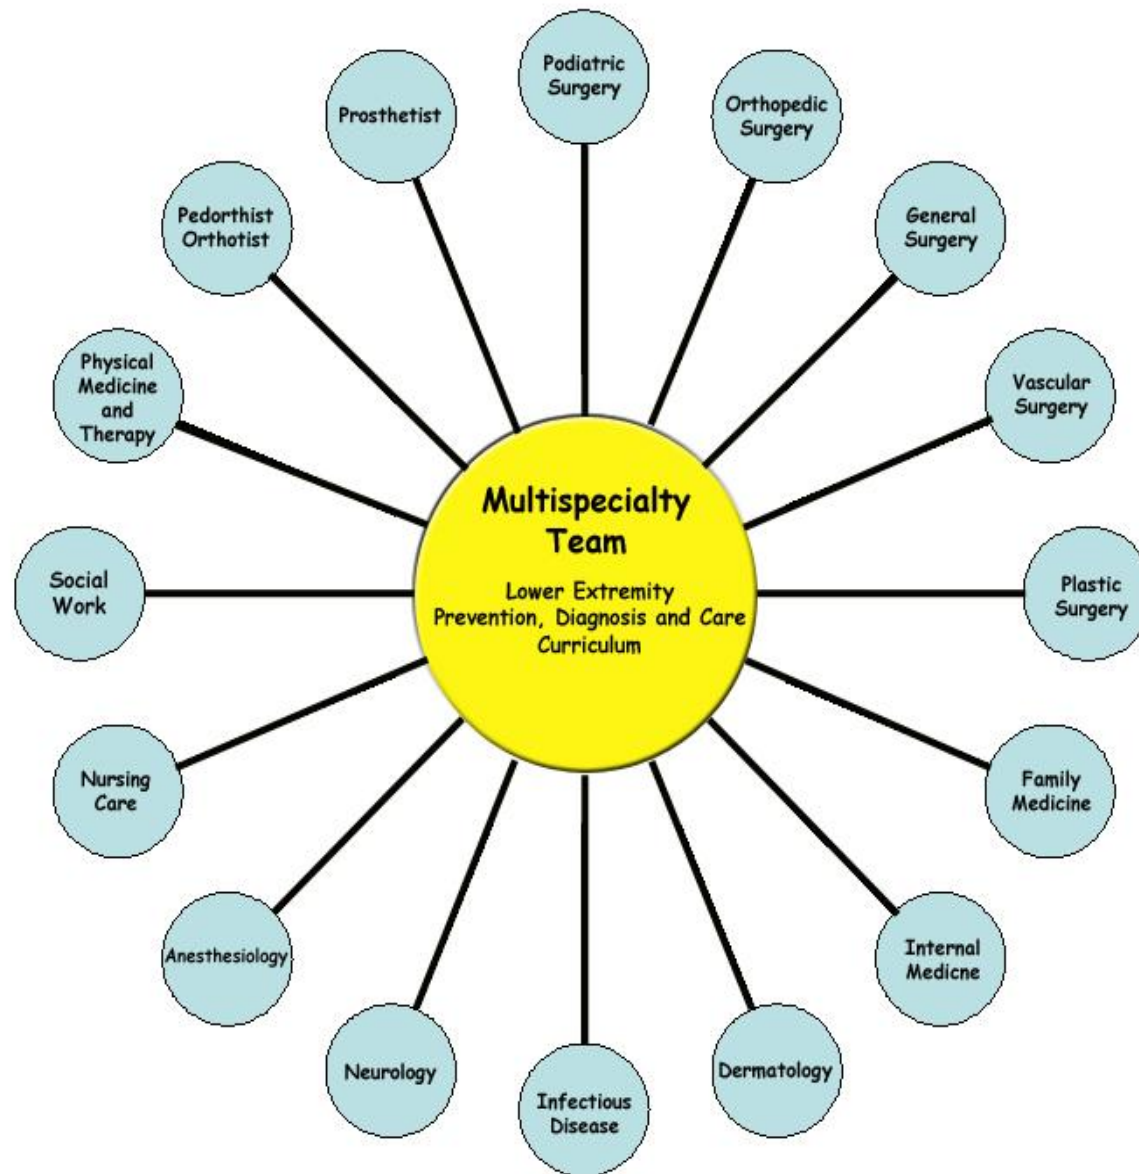 Podiatric
Surgery
Orthopedic
Surgery
General
Surgery
Vascular
Surgery
Plastic
Surgery
Family
Medicine
Internal
Medicne
Dermatology
Infectious
Disease
Neurology
Anesthesiology
Nursing
Care
Social
Work
Physical
Medicine
and
Therapy
Pedorthist
Orthotist
Prosthetist
Multispecialty
Team
Lower Extremity
Prevention, Diagnosis and Care
Curriculum